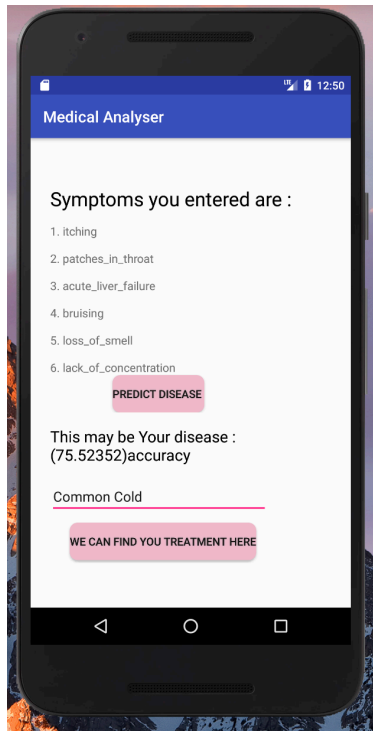 LTE 12:50
Medical Analyser
Symptoms you entered are :
1. itching
2. patches_in_throat
3. acute_liver_failure
4. bruising
5. loss_of_smell
6. lack_of_concentration
PREDICT DISEASE
This may be Your disease :
(75.52352)accuracy
Common Cold
WE CAN FIND YOU TREATMENT HERE